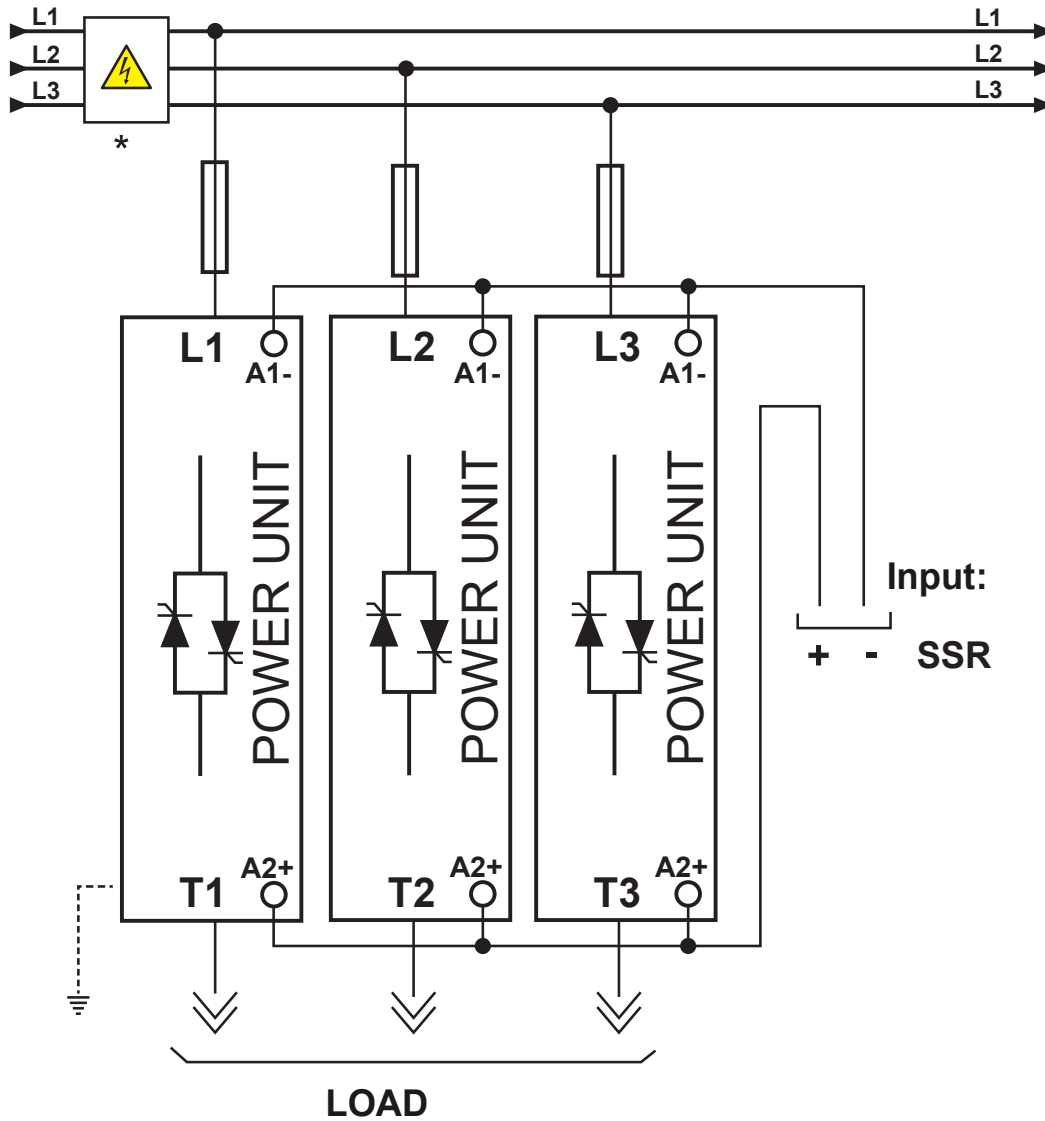 L1
L1
L2
L2
L3
L3
*
L1
A1-
L2
A1-
L3
A1-
POWER UNIT
POWER UNIT
POWER UNIT
Input:
+ - SSR
T1
A2+
T2
A2+
T3
A2+
LOAD